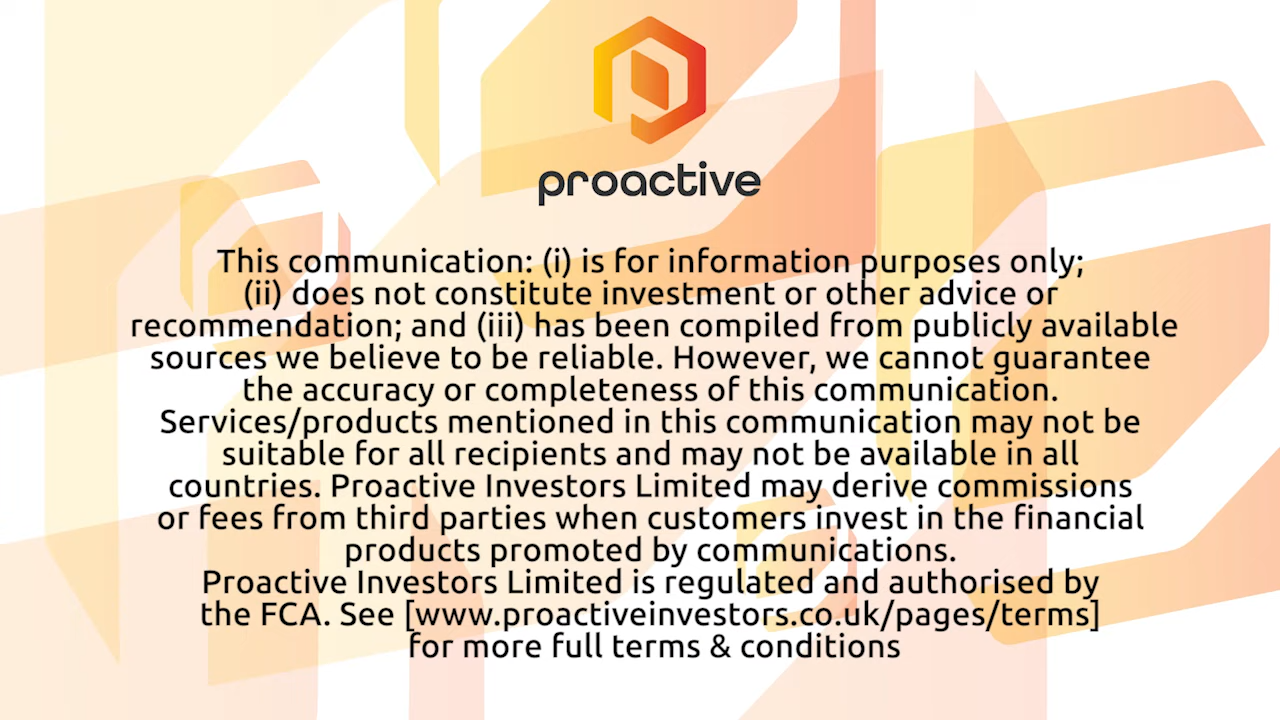 proactive
This communication: (i) is for information purposes only;
(ii) does not constitute investment or other advice or
recommendation; and (iii) has been compiled from publicly available
sources we believe to be reliable. However, we cannot guarantee
the accuracy or completeness of this communication.
Services/products mentioned in this communication may not be
suitable for all recipients and may not be available in all
countries. Proactive Investors Limited may derive commissions
or fees from third parties when customers invest in the financial
products promoted by communications.
Proactive Investors Limited is regulated and authorised by
the FCA. See [www.proactiveinvestors.co.uk/pages/terms]
for more full terms & conditions